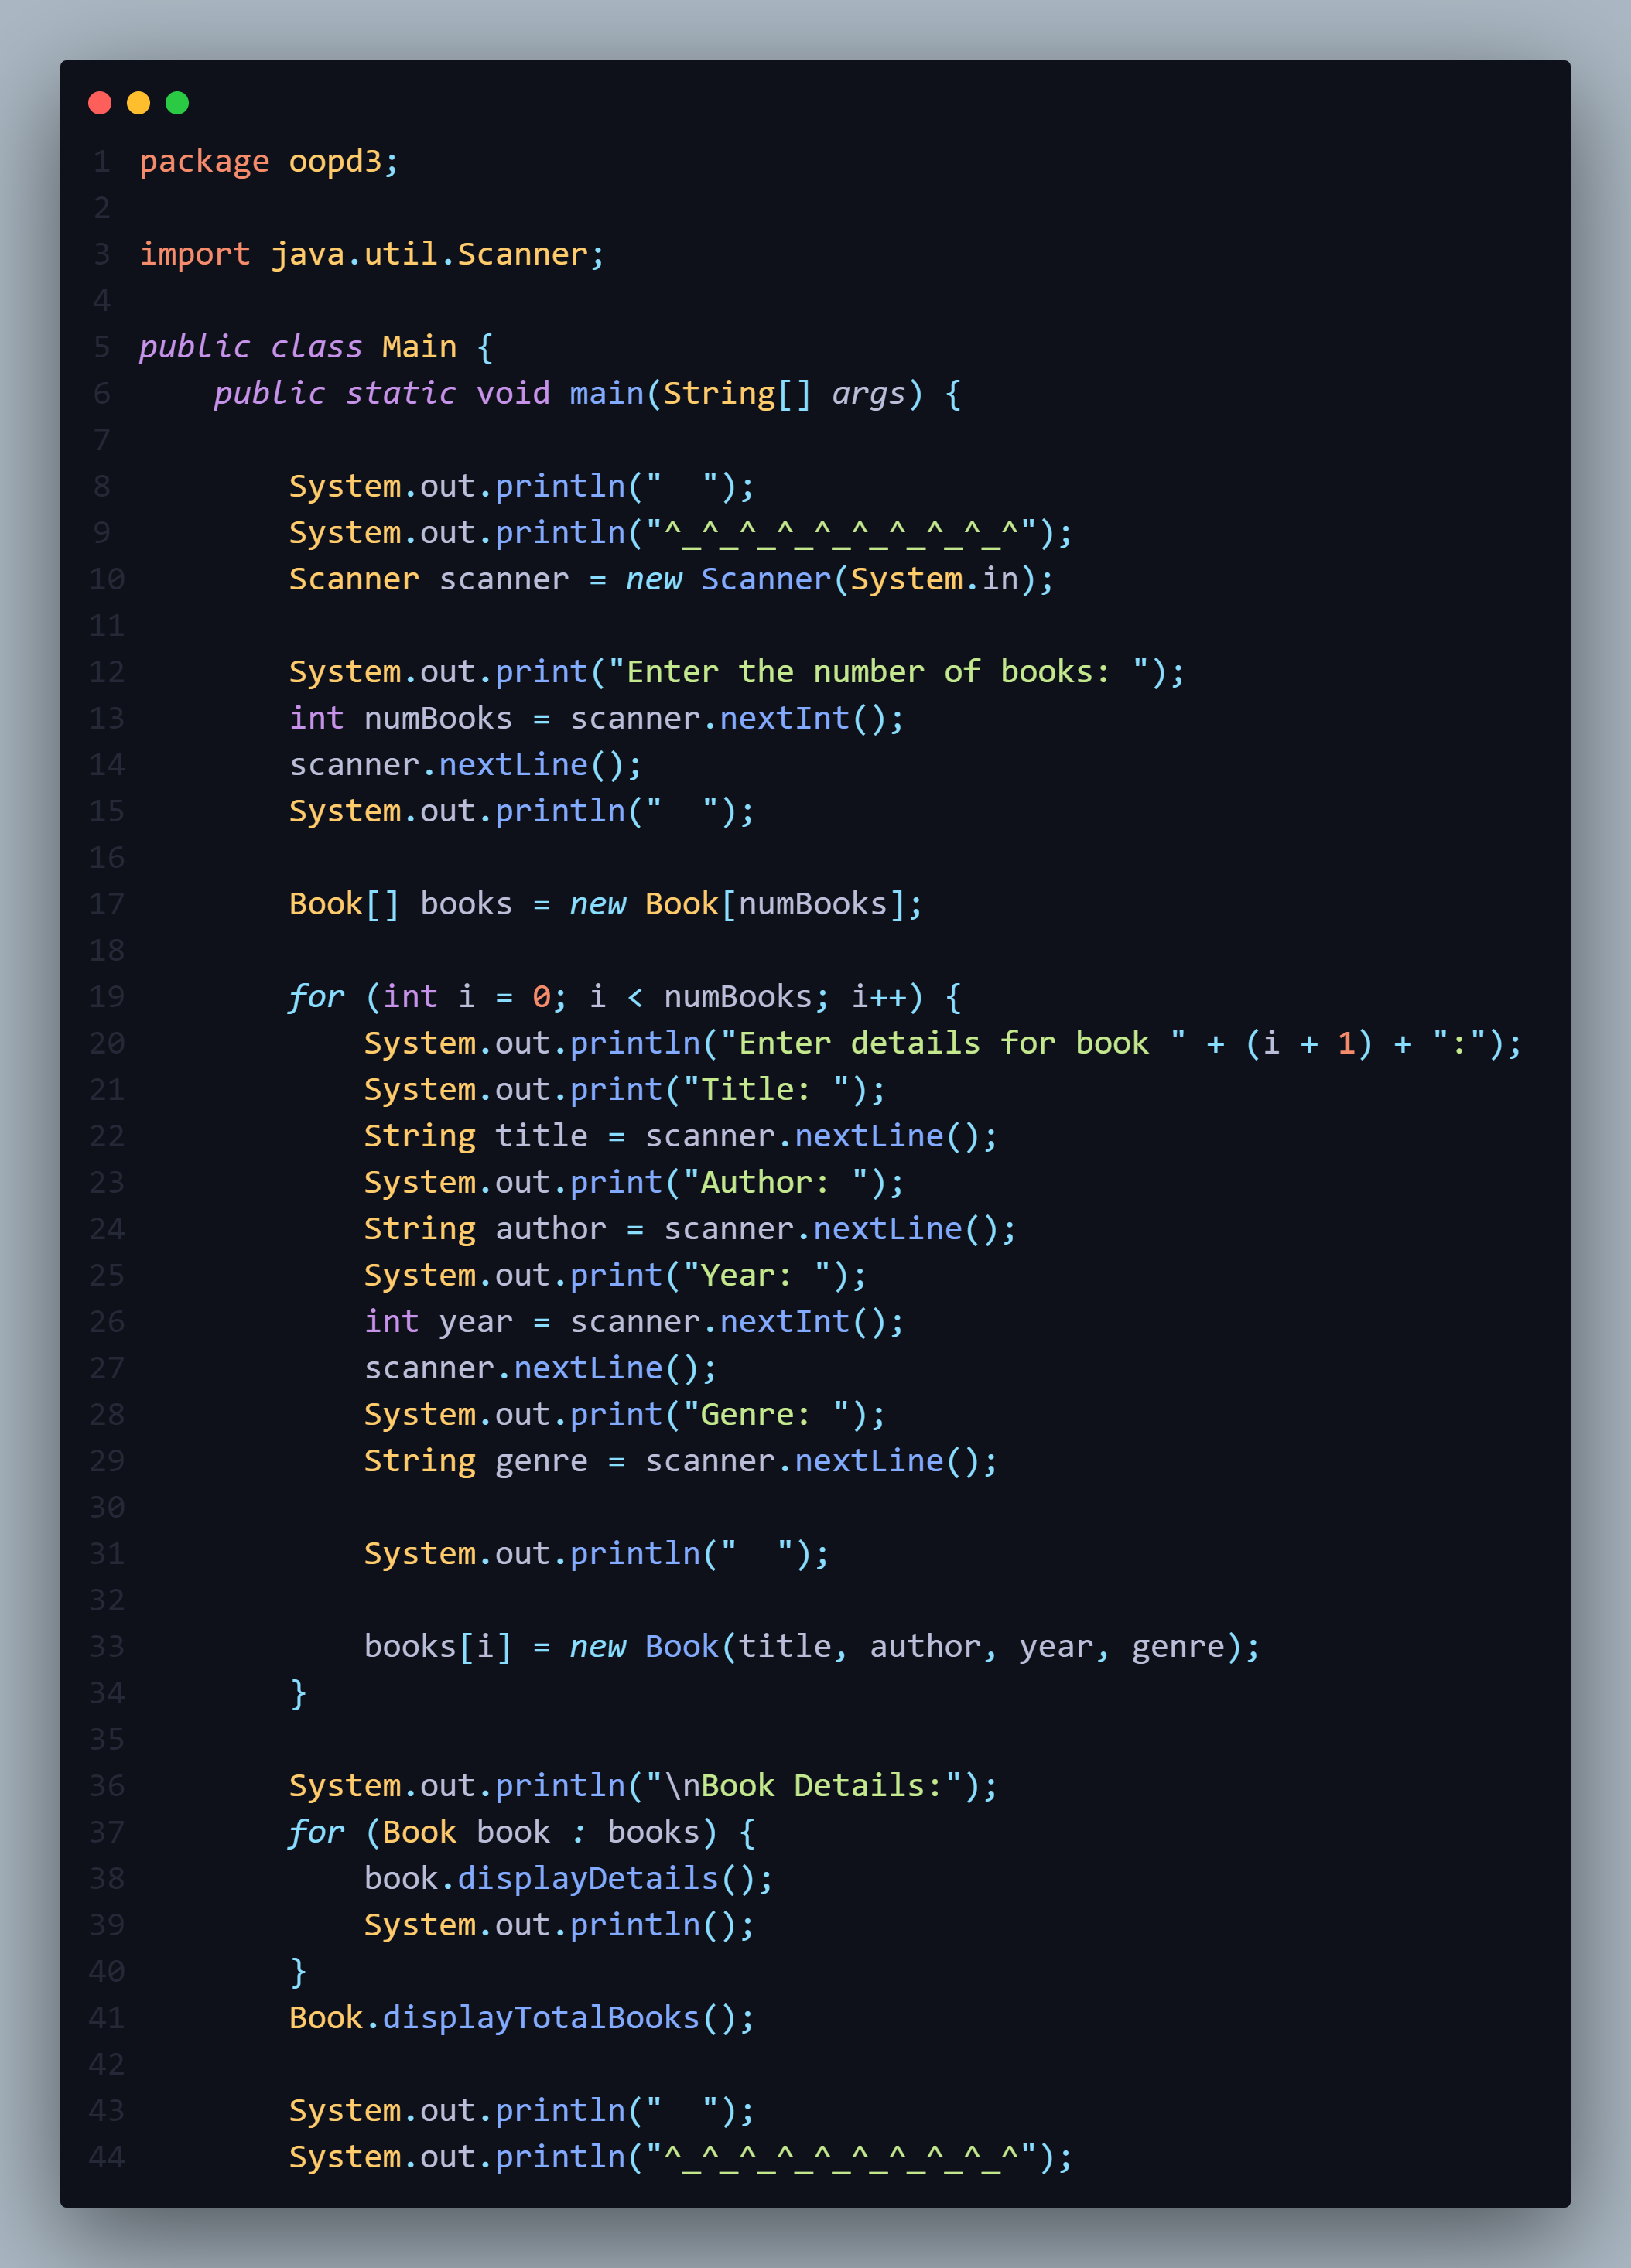 1 package oopd3;
2
3 import java.util.Scanner;
4
5 public class Main {
6     public static void main(String[] args) {
7
8         System.out.println("  ");
9         System.out.println("^_^_^_^_^_^_^_^_^_^");
10         Scanner scanner = new Scanner(System.in);
11
12         System.out.print("Enter the number of books: ");
13         int numBooks = scanner.nextInt();
14         scanner.nextLine();
15         System.out.println("  ");
16
17         Book[] books = new Book[numBooks];
18
19         for (int i = 0; i < numBooks; i++) {
20             System.out.println("Enter details for book " + (i + 1) + ":");
21             System.out.print("Title: ");
22             String title = scanner.nextLine();
23             System.out.print("Author: ");
24             String author = scanner.nextLine();
25             System.out.print("Year: ");
26             int year = scanner.nextInt();
27             scanner.nextLine();
28             System.out.print("Genre: ");
29             String genre = scanner.nextLine();
30
31             System.out.println("  ");
32
33             books[i] = new Book(title, author, year, genre);
34         }
35
36         System.out.println("\nBook Details:");
37         for (Book book : books) {
38             book.displayDetails();
39             System.out.println();
40         }
41         Book.displayTotalBooks();
42
43         System.out.println("  ");
44         System.out.println("^_^_^_^_^_^_^_^_^_^");